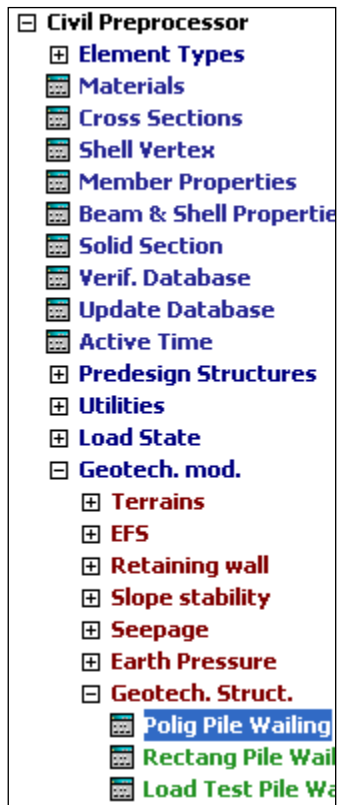 Civil Preprocessor
Element Types
Materials
Cross Sections
Shell Vertex
Member Properties
Beam & Shell Propertie
Solid Section
Verif. Database
Update Database
Active Time
Predesign Structures
Utilities
Load State
Geotech. mod.
Terrains
EFS
Retaining wall
Slope stability
Seepage
Earth Pressure
Geotech. Struct.
Polig Pile Wailing
Rectang Pile Wail
Load Test Pile Wa